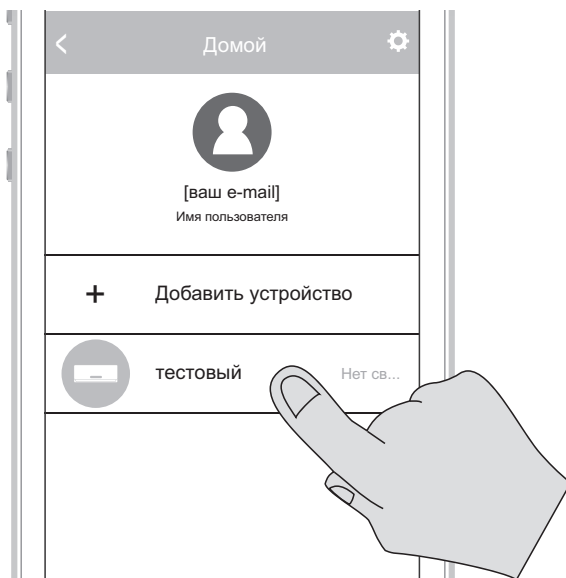 Домой
[ваш e-mail]
Имя пользователя
+ Добавить устройство
тестовый Нет св...